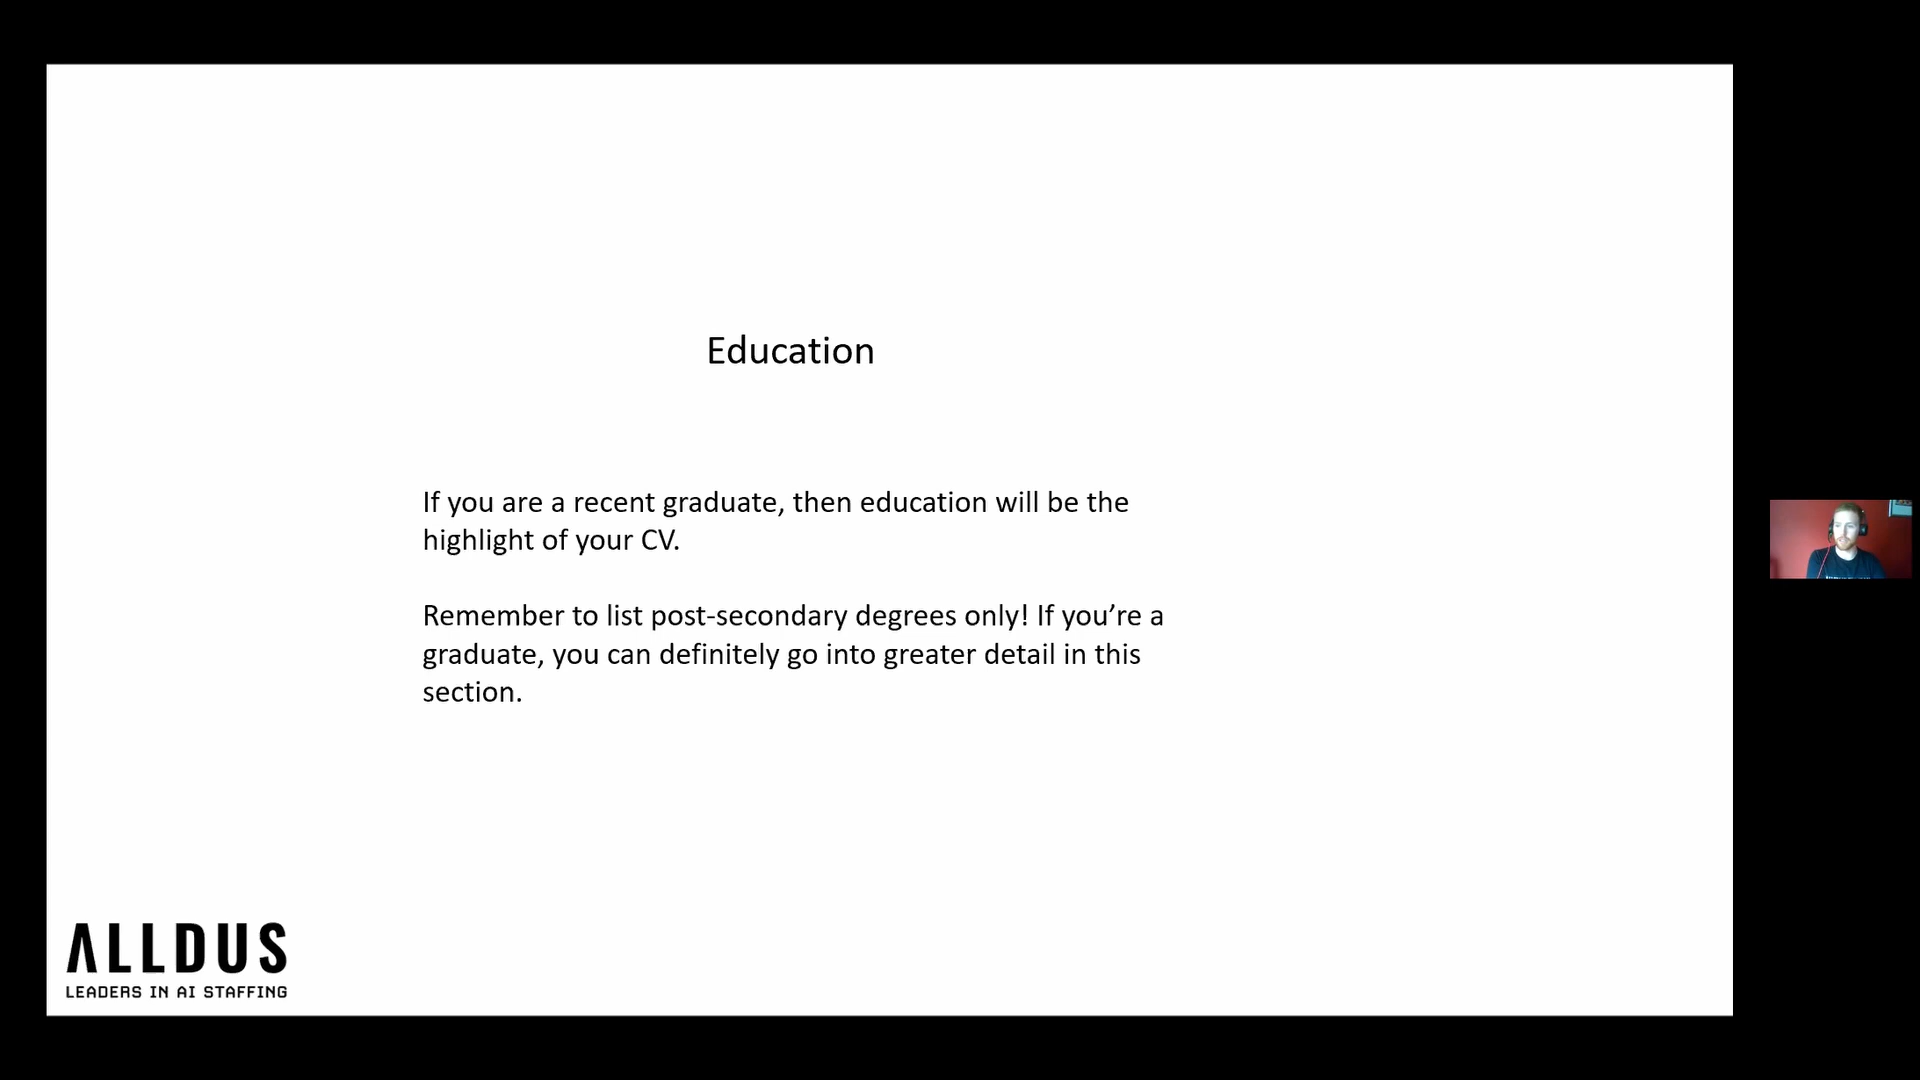 Education
If you are a recent graduate, then education will be the
highlight of your CV.
Remember to list post-secondary degrees only! If you’re a
graduate, you can definitely go into greater detail in this
section.
ALLDUS
LEADERS IN AI STAFFING